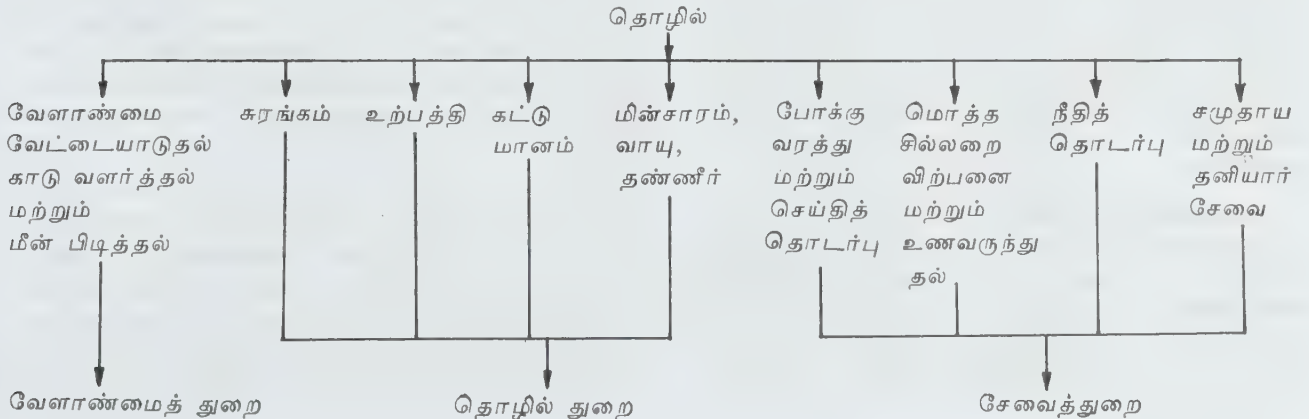 தொழில்
வேளாண்மை
வேட்டையாடுதல்
காடு வளர்த்தல்
மற்றும்
மீன் பிடித்தல்
சுரங்கம்
உற்பத்தி
கட்டு
மானம்
மின்சாரம்,
வாயு,
தண்ணீர்
போக்கு
வரத்து
மற்றும்
செய்தித்
தொடர்பு
மொத்த
சில்லறை
விற்பனை
மற்றும்
உணவருந்து
தல்
நீதித்
தொடர்பு
சமுதாய
மற்றும்
தனியார்
சேவை
வேளாண்மைத் துறை
தொழில் துறை
சேவைத்துறை